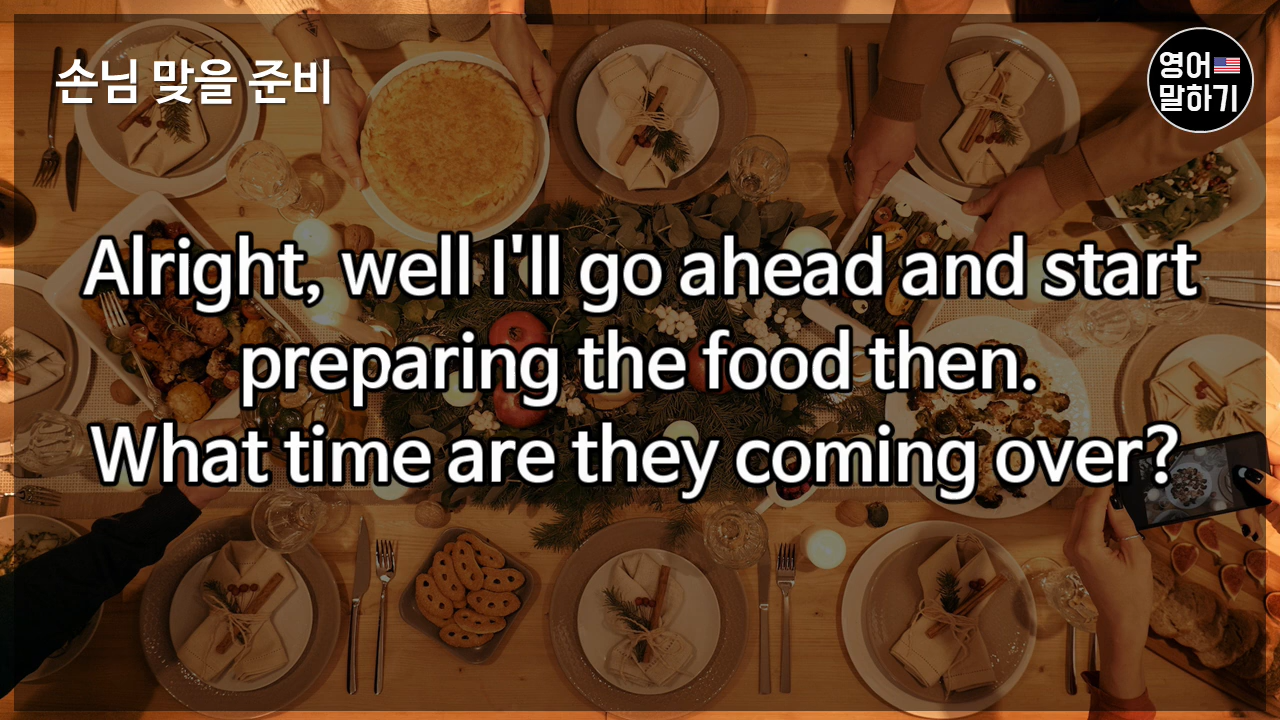 손님 맞을 준비
영어
말하기
Alright, well I'll go ahead and start
preparing the food then.
What time are they coming over?